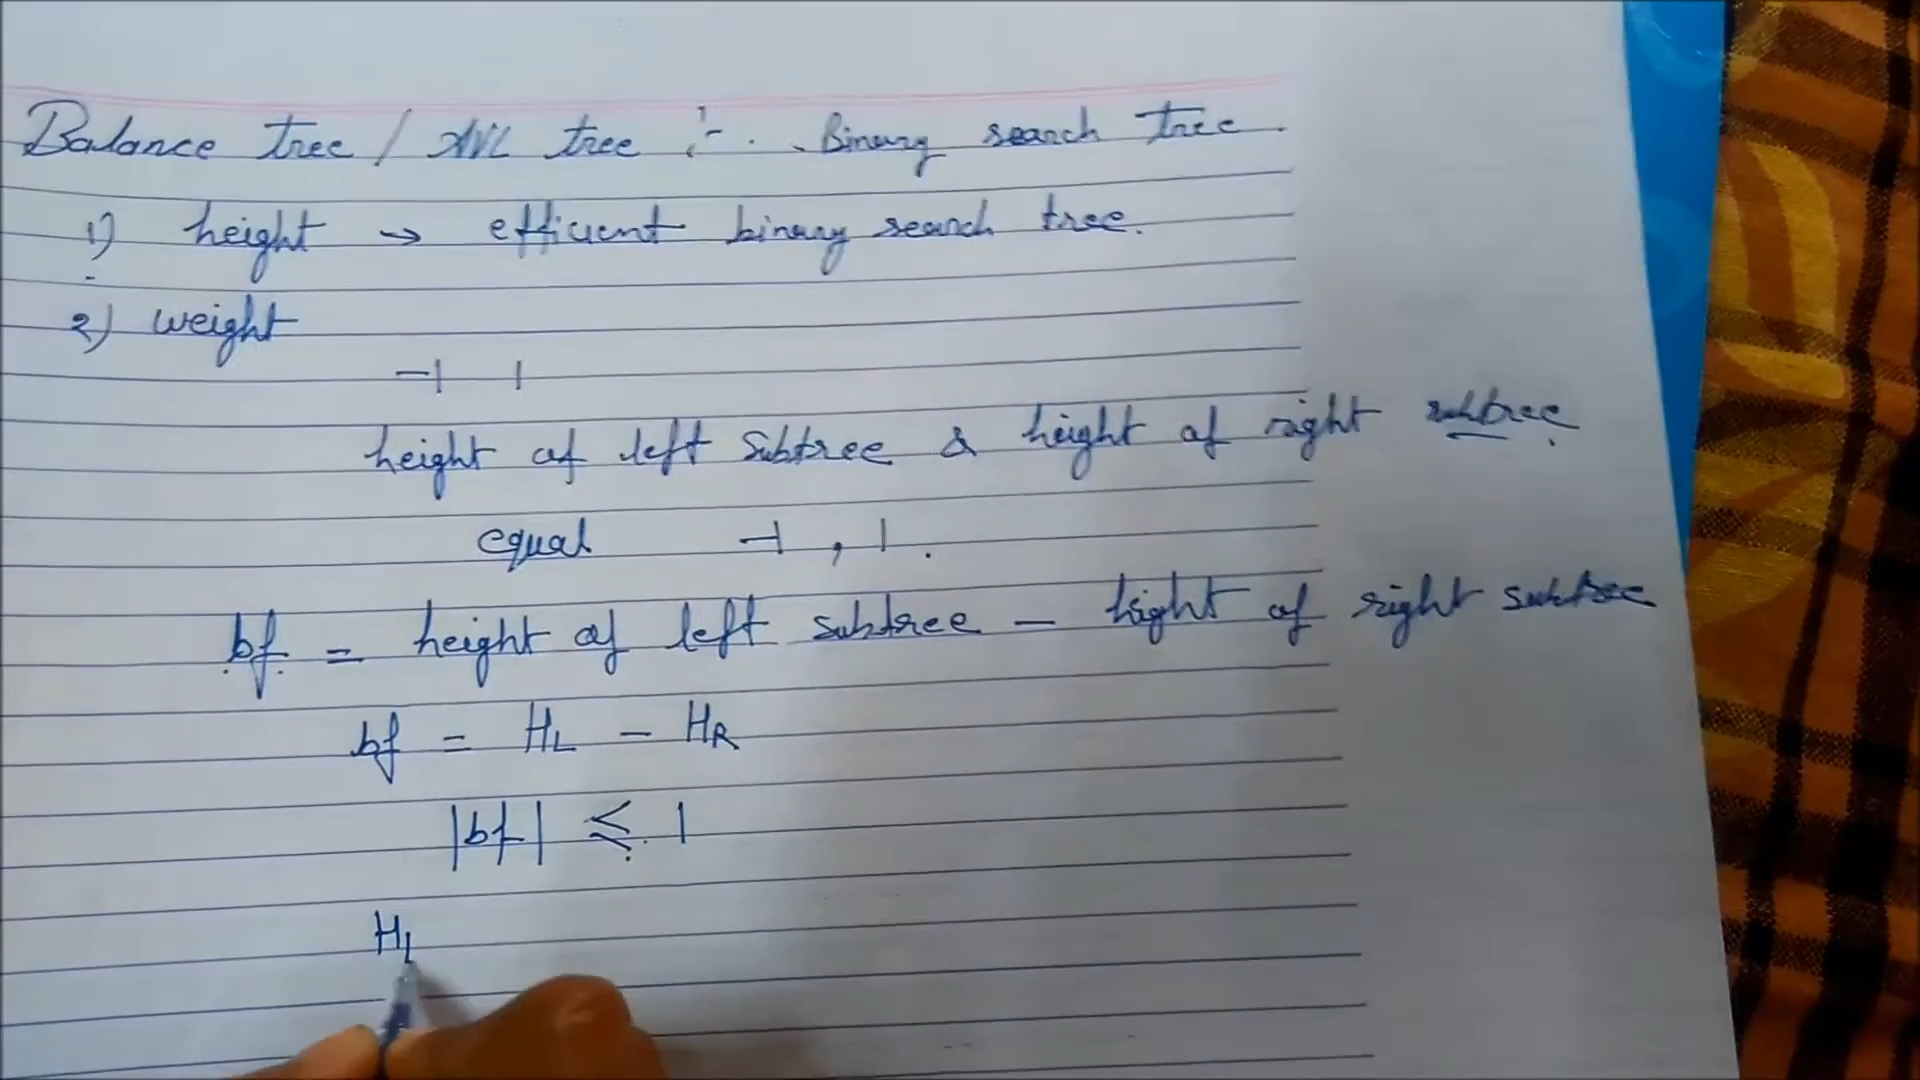 Balance tree / AVL tree :- Binary search tree.
1) height → efficient binary search tree.
2) weight
-1 1
height of left Subtree & height of right subtree.
equal -1 , 1 .
bf = height of left subtree - hight of right subtree
bf = HL - HR
|bf| ≤ 1
HL